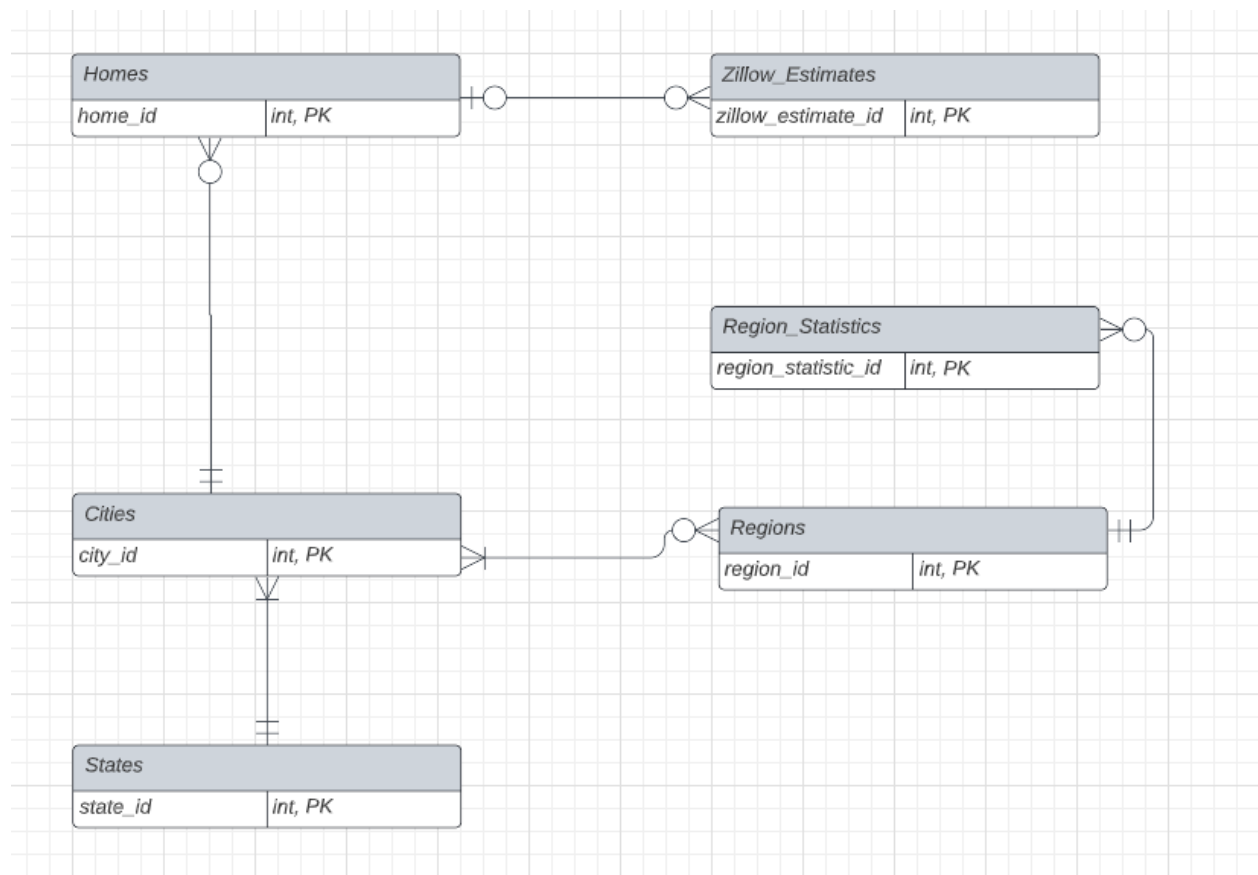 Homes
home_id int, PK
Zillow_Estimates
zillow_estimate_id int, PK
Region_Statistics
region_statistic_id int, PK
Cities
city_id int, PK
Regions
region_id int, PK
States
state_id int, PK